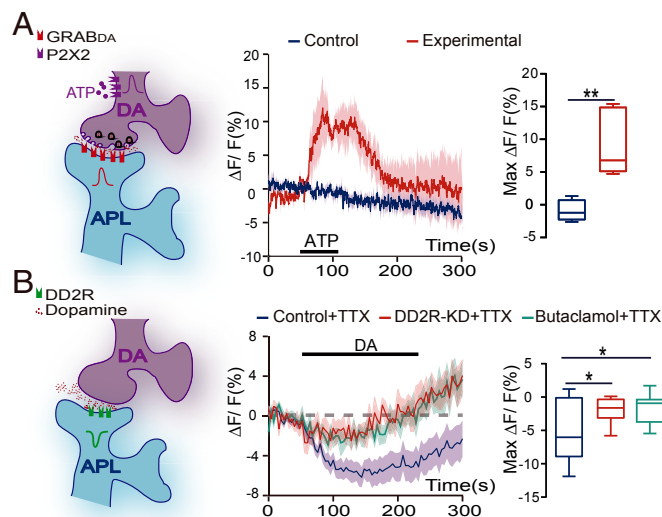 A
GRABDA
P2X2
ATP
DA
APL
Control
Experimental
ΔF/ F(%)
20
15
10
5
0
-5
-10
ATP
Time(s)
0
100
200
300
**
Max ΔF/ F(%)
20
15
10
5
0
-5
B
DD2R
Dopamine
DA
APL
Control+TTX
DD2R-KD+TTX
Butaclamol+TTX
DA
ΔF/ F(%)
8
4
0
-4
-8
Time(s)
0
100
200
300
*
*
Max ΔF/ F(%)
5
0
-5
-10
-15